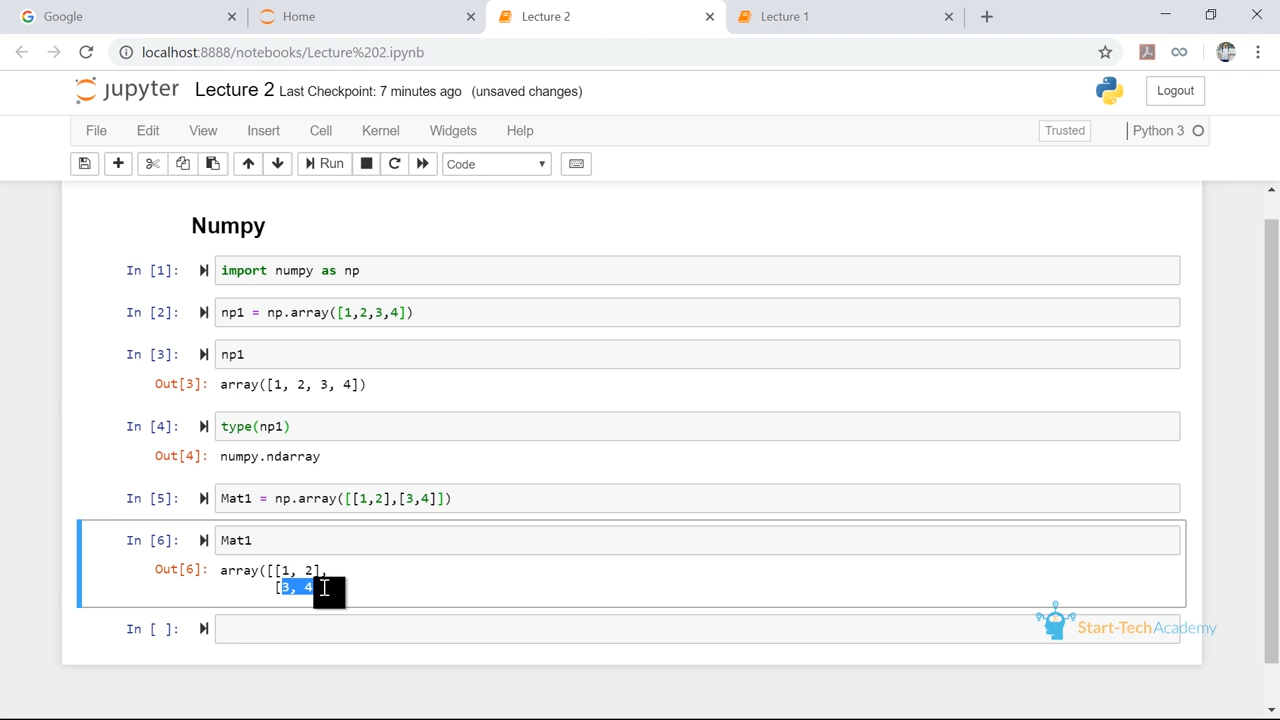 Google
Home
Lecture 2
Lecture 1
localhost:8888/notebooks/Lecture%202.ipynb
jupyter Lecture 2 Last Checkpoint: 7 minutes ago (unsaved changes)
Logout
File Edit View Insert Cell Kernel Widgets Help
Trusted
Python 3
Run
Code
Numpy
In [1]: import numpy as np
In [2]: np1 = np.array([1,2,3,4])
In [3]: np1
Out[3]: array([1, 2, 3, 4])
In [4]: type(np1)
Out[4]: numpy.ndarray
In [5]: Mat1 = np.array([[1,2],[3,4]])
In [6]: Mat1
Out[6]: array([[1, 2],
[3, 4
In [ ]:
Start-TechAcademy